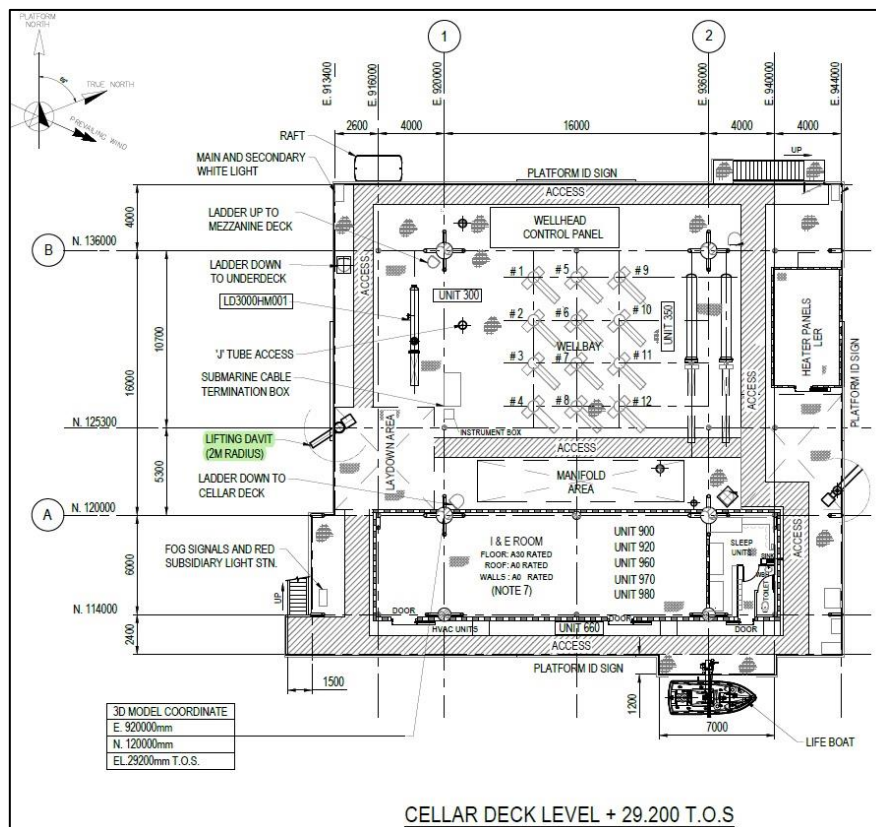 PLATFORM
NORTH
66°
TRUE NORTH
PREVAILING WIND
1
2
E. 913400
E. 916000
E. 920000
E. 936000
E. 940000
E. 944000
2600
4000
16000
4000
4000
RAFT
MAIN AND SECONDARY
WHITE LIGHT
PLATFORM ID SIGN
UP
ACCESS
4000
LADDER UP TO
MEZZANINE DECK
WELLHEAD
CONTROL PANEL
B
N. 136000
ACCESS
LADDER DOWN
TO UNDERDECK
LD3000HM001
UNIT 300
#1
#5
#9
#2
#6
#10
UNIT 350
WELLBAY
#3
#7
#11
#4
#8
#12
HEATER PANELS
LER
PLATFORM ID SIGN
10700
16000
'J' TUBE ACCESS
SUBMARINE CABLE
TERMINATION BOX
ACCESS
N. 125300
INSTRUMENT BOX
LIFTING DAVIT
(2M RADIUS)
LAYDOWN AREA
ACCESS
5300
LADDER DOWN TO
CELLAR DECK
MANIFOLD
AREA
A
N. 120000
I & E ROOM
FLOOR: A30 RATED
ROOF: A0 RATED
WALLS : A0 RATED
(NOTE 7)
UNIT 900
UNIT 920
UNIT 960
UNIT 970
UNIT 980
SLEEP
UNITS
SINK
TOILET
ACCESS
6000
FOG SIGNALS AND RED
SUBSIDIARY LIGHT STN.
UP
N. 114000
DOOR
DOOR
DOOR
HVAC UNITS
UNIT 660
2400
ACCESS
PLATFORM ID SIGN
1500
1200
7000
LIFE BOAT
3D MODEL COORDINATE
E. 920000mm
N. 120000mm
EL.29200mm T.O.S.
CELLAR DECK LEVEL + 29.200 T.O.S